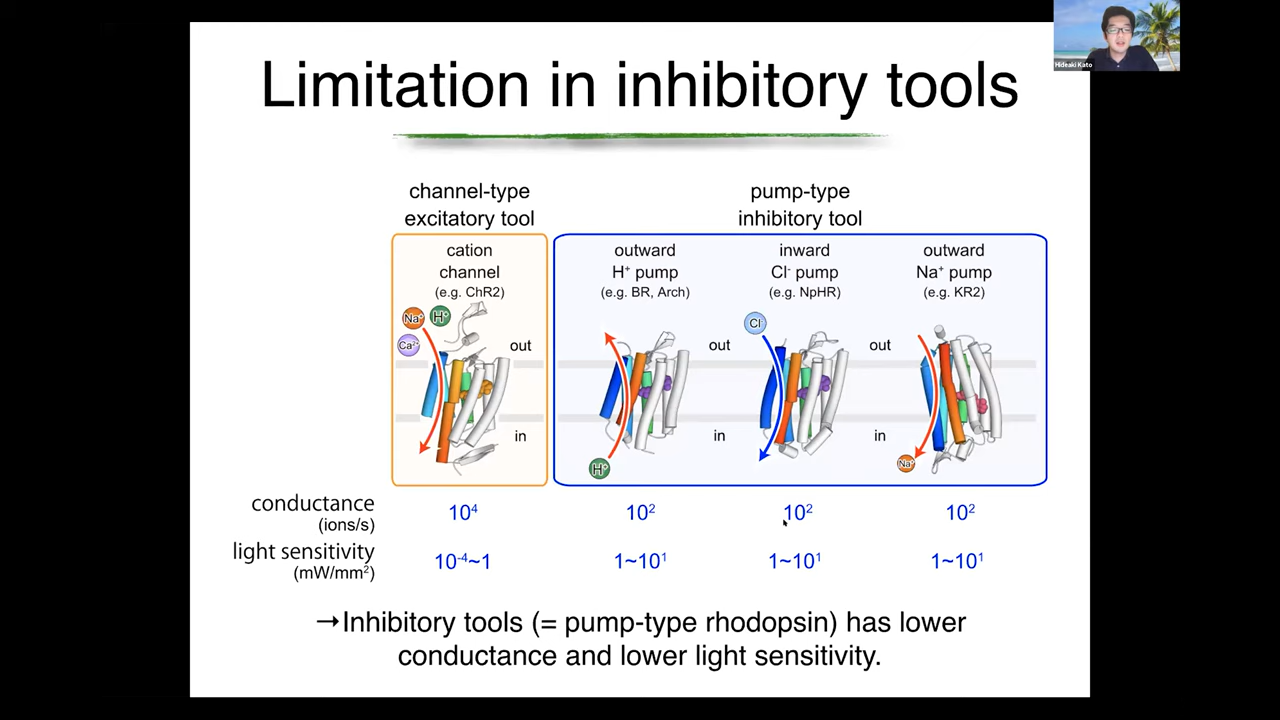 Hideaki Kato
Limitation in inhibitory tools
channel-type
excitatory tool
pump-type
inhibitory tool
cation
channel
(e.g. ChR2)
outward
H⁺ pump
(e.g. BR, Arch)
inward
Cl⁻ pump
(e.g. NpHR)
outward
Na⁺ pump
(e.g. KR2)
Na⁺
H⁺
Ca²⁺
out
in
H⁺
out
in
Cl⁻
out
in
Na⁺
conductance
(ions/s)
10⁴
10²
10²
10²
light sensitivity
(mW/mm²)
10⁻⁴~1
1~10¹
1~10¹
1~10¹
→Inhibitory tools (= pump-type rhodopsin) has lower
conductance and lower light sensitivity.